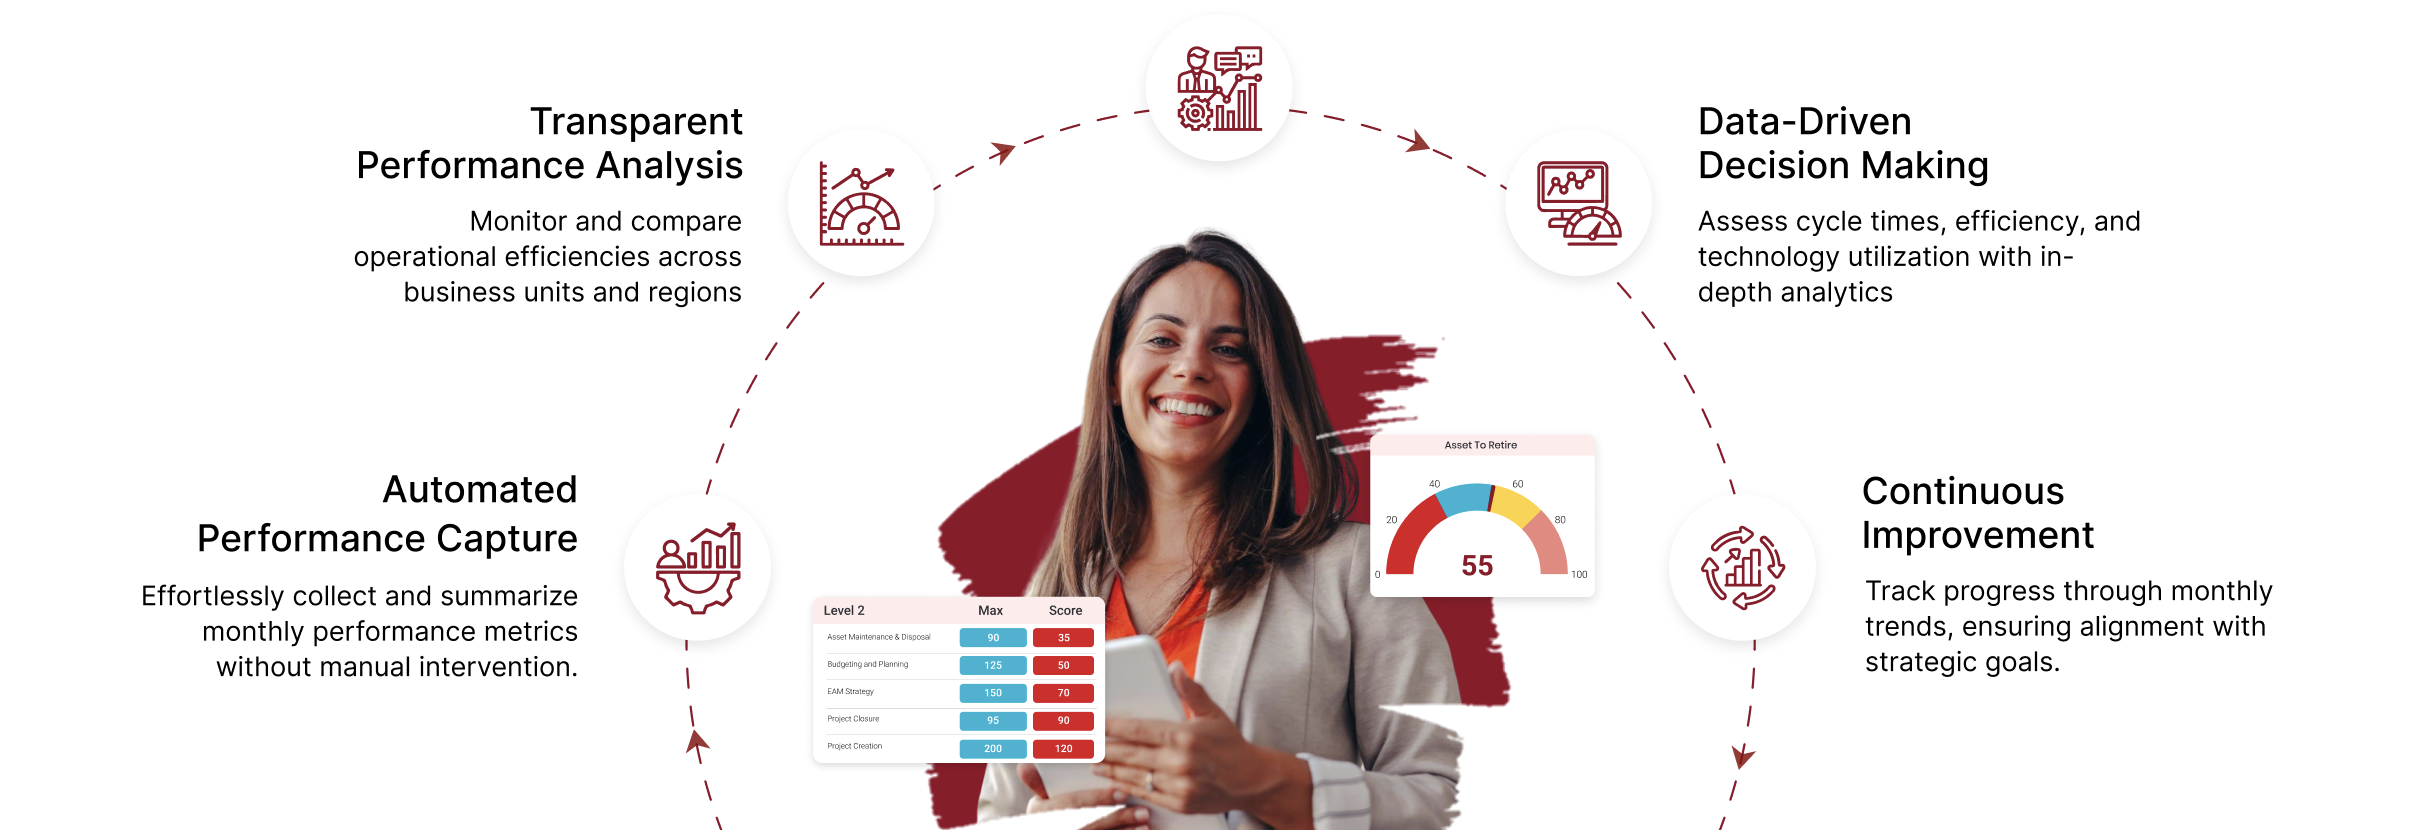 Transparent
Performance Analysis
Monitor and compare
operational efficiencies across
business units and regions
Data-Driven
Decision Making
Assess cycle times, efficiency, and
technology utilization with in-
depth analytics
Automated
Performance Capture
Effortlessly collect and summarize
monthly performance metrics
without manual intervention.
Continuous
Improvement
Track progress through monthly
trends, ensuring alignment with
strategic goals.
Asset To Retire
40 60
20 80
55
0 100
Level 2 Max Score
Asset Maintenance & Disposal 90 35
Budgeting and Planning 125 50
EAM Strategy 150 70
Project Closure 95 90
Project Creation 200 120